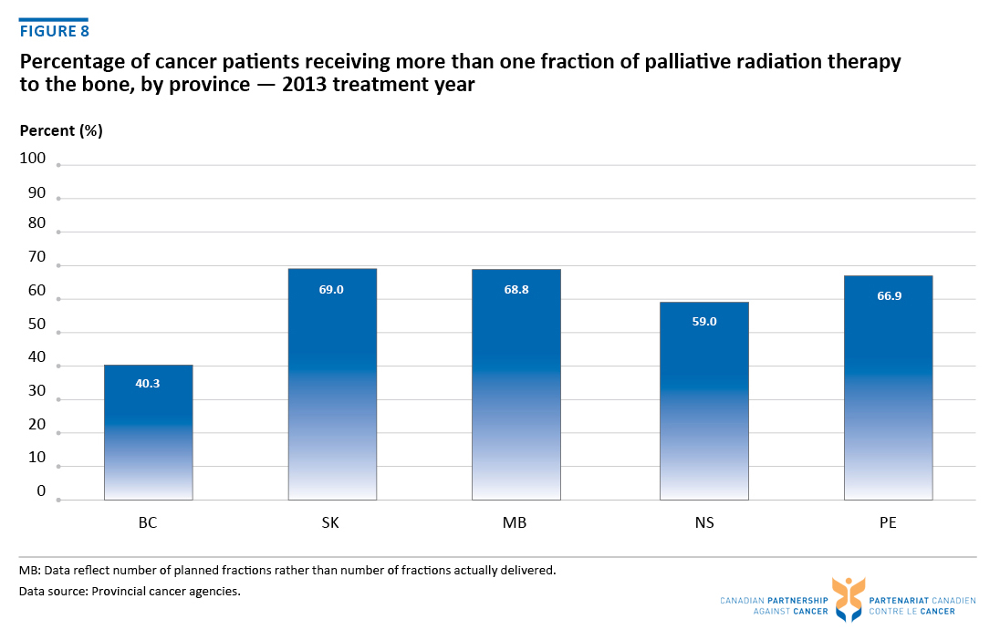 FIGURE 8
Percentage of cancer patients receiving more than one fraction of palliative radiation therapy
to the bone, by province — 2013 treatment year
Percent (%)
100
90
80
70
60
50
40
30
20
10
0
40.3
69.0
68.8
59.0
66.9
BC
SK
MB
NS
PE
MB: Data reflect number of planned fractions rather than number of fractions actually delivered.
Data source: Provincial cancer agencies.
CANADIAN PARTNERSHIP
AGAINST CANCER
PARTENARIAT CANADIEN
CONTRE LE CANCER